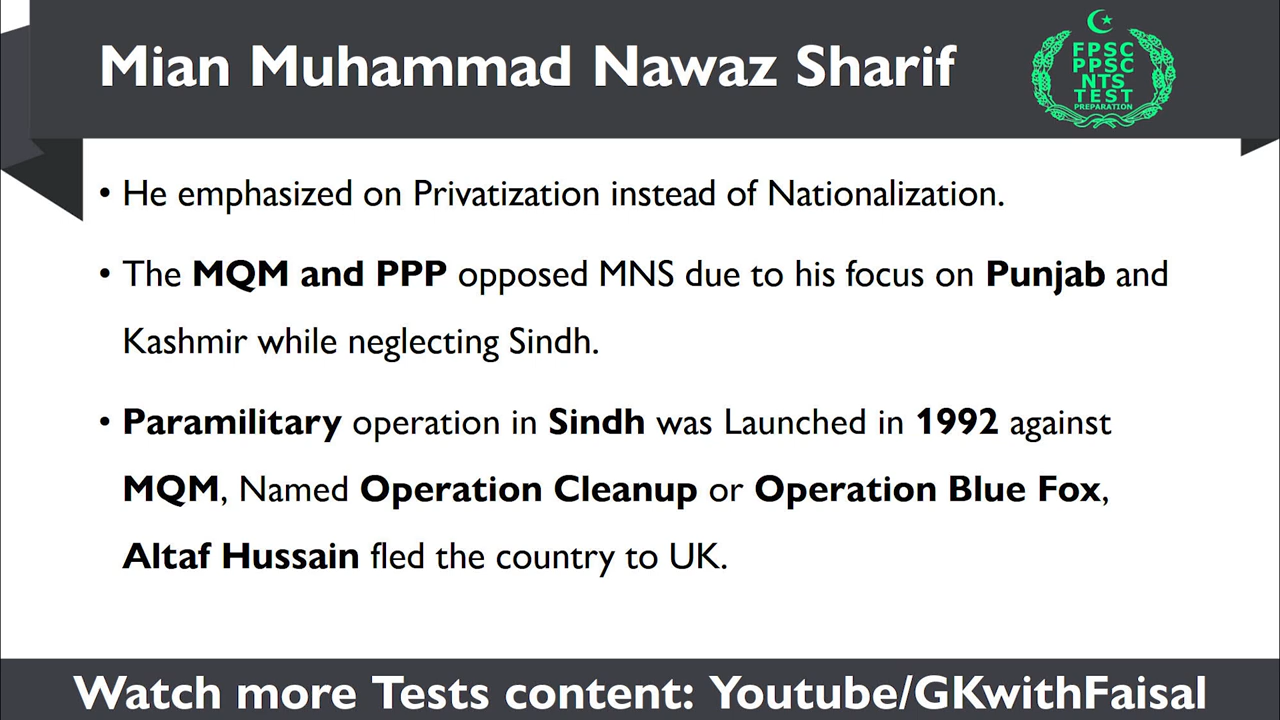 Mian Muhammad Nawaz Sharif
FPSC
PPSC
NTS
TEST
PREPARATION
• He emphasized on Privatization instead of Nationalization.
• The MQM and PPP opposed MNS due to his focus on Punjab and
Kashmir while neglecting Sindh.
• Paramilitary operation in Sindh was Launched in 1992 against
MQM, Named Operation Cleanup or Operation Blue Fox,
Altaf Hussain fled the country to UK.
Watch more Tests content: Youtube/GKwithFaisal